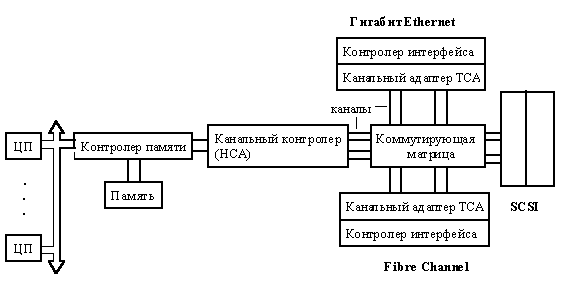 Гигабит Ethernet
Контролер интерфейса
Канальный адаптер TCA
каналы
ЦП
Контролер памяти
Канальный контролер
(HCA)
Коммутирующая
матрица
Память
Канальный адаптер TCA
Контролер интерфейса
SCSI
ЦП
Fibre Channel